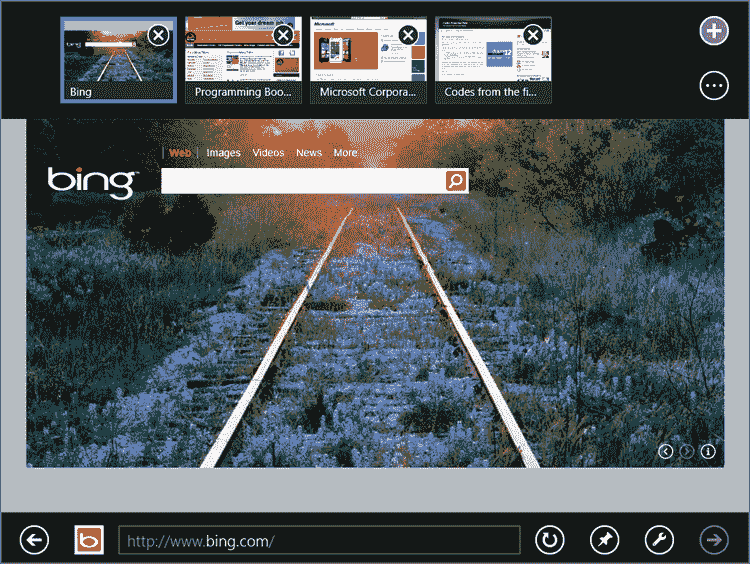 Bing
Programming Boo...
Microsoft Corpora...
Codes from the fi...
Web Images Videos News More
bing
http://www.bing.com/